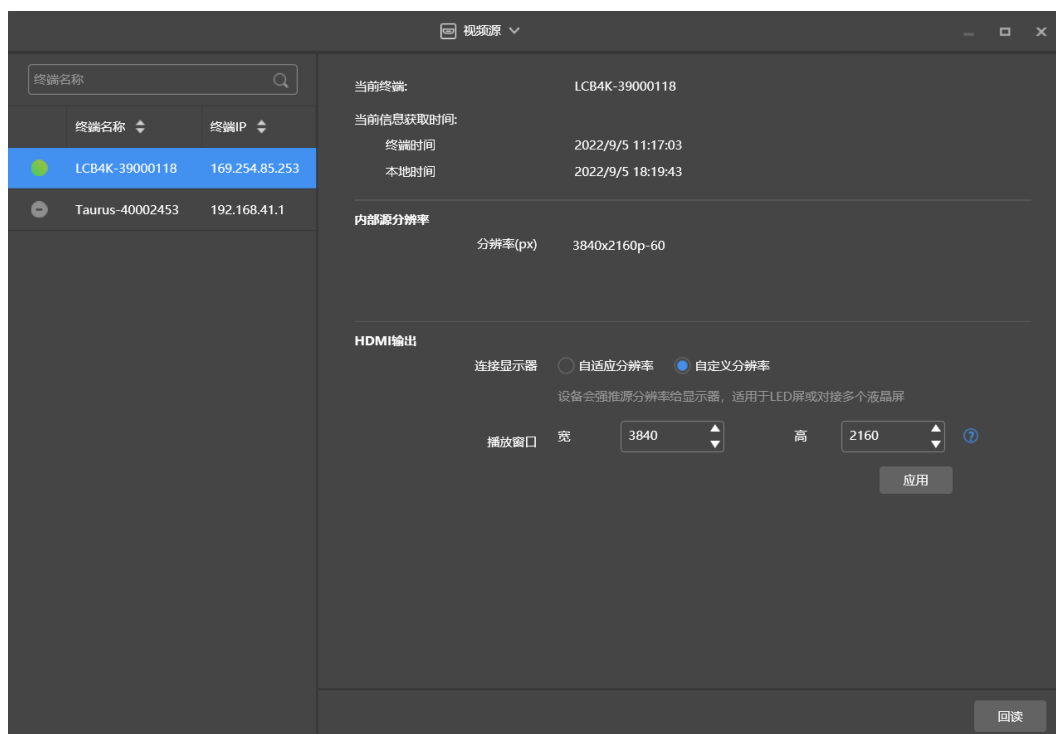 视频源
终端名称
终端名称 终端IP
LCB4K-39000118 169.254.85.253
Taurus-40002453 192.168.41.1
当前终端: LCB4K-39000118
当前信息获取时间:
终端时间 2022/9/5 11:17:03
本地时间 2022/9/5 18:19:43
内部源分辨率
分辨率(px) 3840x2160p-60
HDMI输出
连接显示器 自适应分辨率 自定义分辨率
设备会强推源分辨率给显示器，适用于LED屏或对接多个液晶屏
播放窗口 宽 3840 高 2160 ?
应用
回读